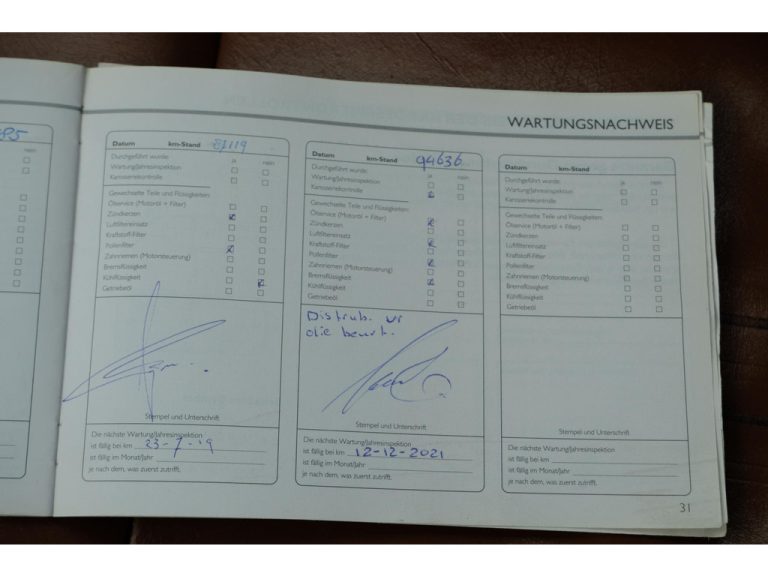 85
WARTUNGSNACHWEIS
Datum km-Stand 81119
Durchgeführt wurde: ja nein
Wartung/Jahresinspektion
Karosseriekontrolle
Gewechselte Teile und Flüssigkeiten:
Ölservice (Motoröl + Filter)
Zündkerzen
Luftfiltereinsatz
Kraftstoff-Filter
Pollenfilter
Zahnriemen (Motorsteuerung)
Bremsflüssigkeit
Kühlflüssigkeit
Getriebeöl
Stempel und Unterschrift
Die nächste Wartung/Jahresinspektion
ist fällig bei km 23-7-19
ist fällig im Monat/Jahr
je nach dem, was zuerst zutrifft.
Datum km-Stand 94636
Durchgeführt wurde: ja nein
Wartung/Jahresinspektion
Karosseriekontrolle
Gewechselte Teile und Flüssigkeiten:
Ölservice (Motoröl + Filter)
Zündkerzen
Luftfiltereinsatz
Kraftstoff-Filter
Pollenfilter
Zahnriemen (Motorsteuerung)
Bremsflüssigkeit
Kühlflüssigkeit
Getriebeöl
Distrib. vr
olie beurt.
Stempel und Unterschrift
Die nächste Wartung/Jahresinspektion
ist fällig bei km 12-12-2021
ist fällig im Monat/Jahr
je nach dem, was zuerst zutrifft.
Datum km-Stand
Durchgeführt wurde: ja nein
Wartung/Jahresinspektion
Karosseriekontrolle
Gewechselte Teile und Flüssigkeiten:
Ölservice (Motoröl + Filter)
Zündkerzen
Luftfiltereinsatz
Kraftstoff-Filter
Pollenfilter
Zahnriemen (Motorsteuerung)
Bremsflüssigkeit
Kühlflüssigkeit
Getriebeöl
Stempel und Unterschrift
Die nächste Wartung/Jahresinspektion
ist fällig bei km
ist fällig im Monat/Jahr
je nach dem, was zuerst zutrifft.
31